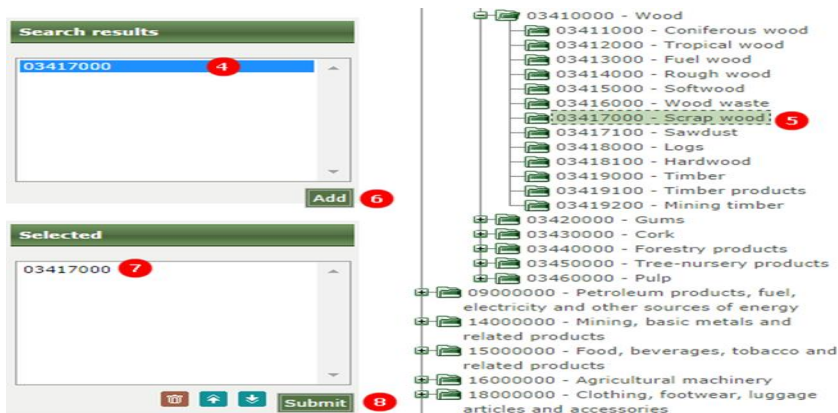 Search results
03417000 4
Add 6
Selected
03417000 7
Submit 8
03410000 - Wood
03411000 - Coniferous wood
03412000 - Tropical wood
03413000 - Fuel wood
03414000 - Rough wood
03415000 - Softwood
03416000 - Wood waste
03417000 - Scrap wood 5
03417100 - Sawdust
03418000 - Logs
03418100 - Hardwood
03419000 - Timber
03419100 - Timber products
03419200 - Mining timber
03420000 - Gums
03430000 - Cork
03440000 - Forestry products
03450000 - Tree-nursery products
03460000 - Pulp
09000000 - Petroleum products, fuel,
electricity and other sources of energy
14000000 - Mining, basic metals and
related products
15000000 - Food, beverages, tobacco and
related products
16000000 - Agricultural machinery
18000000 - Clothing, footwear, luggage
articles and accessories